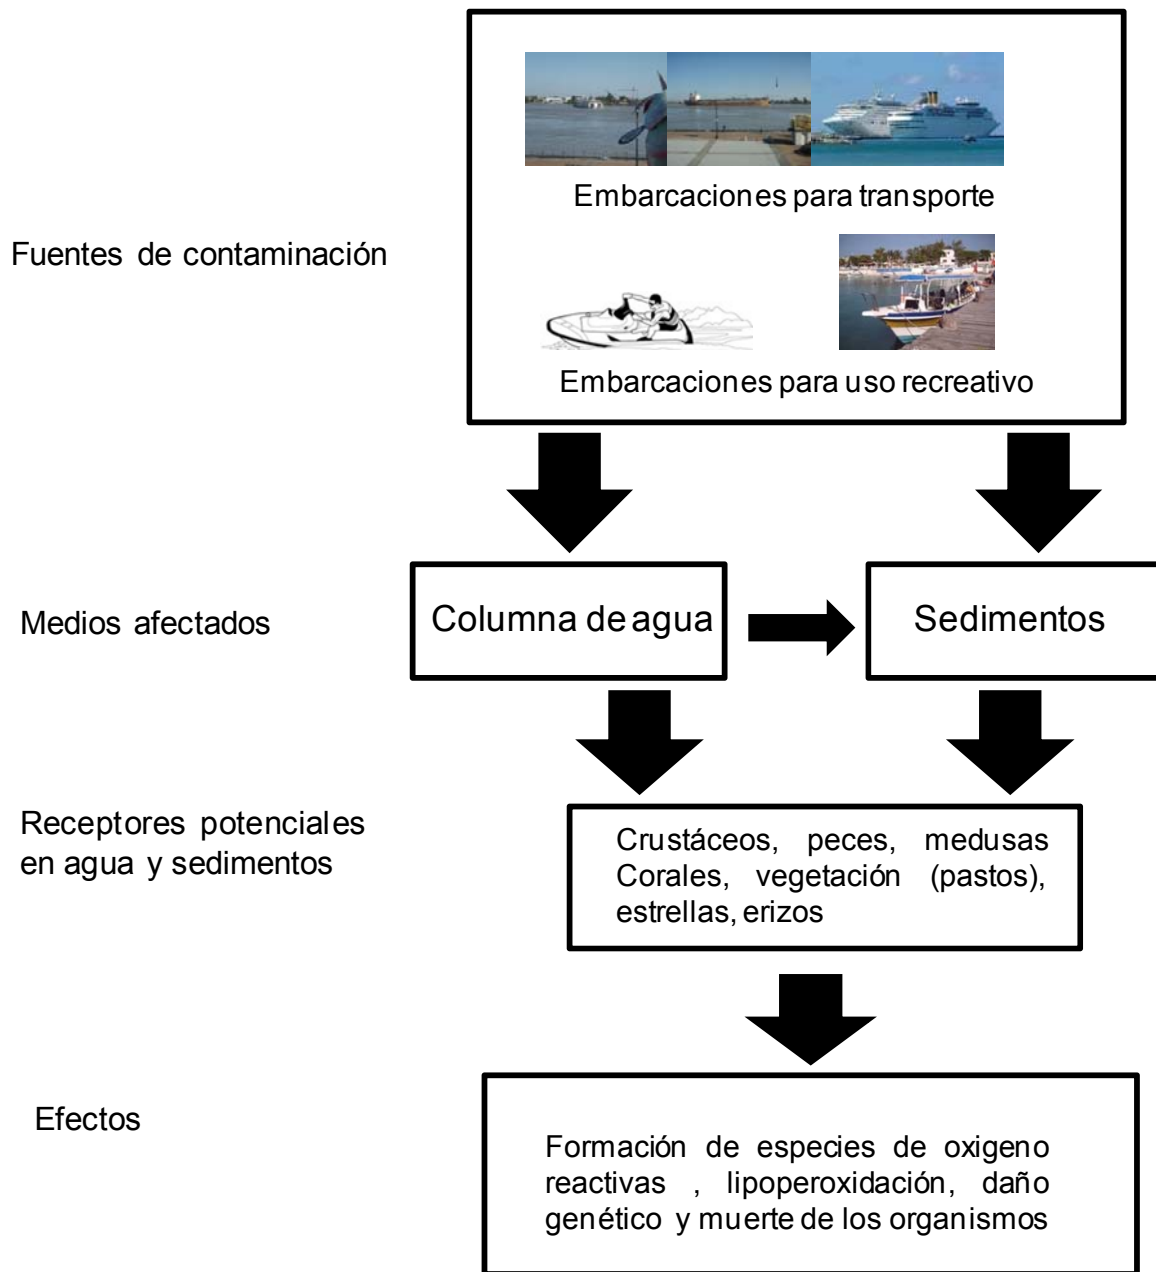 Embarcaciones para transporte
Fuentes de contaminación
Embarcaciones para uso recreativo
Medios afectados
Columna de agua
Sedimentos
Receptores potenciales
en agua y sedimentos
Crustáceos, peces, medusas
Corales, vegetación (pastos),
estrellas, erizos
Efectos
Formación de especies de oxigeno
reactivas , lipoperoxidación, daño
genético y muerte de los organismos